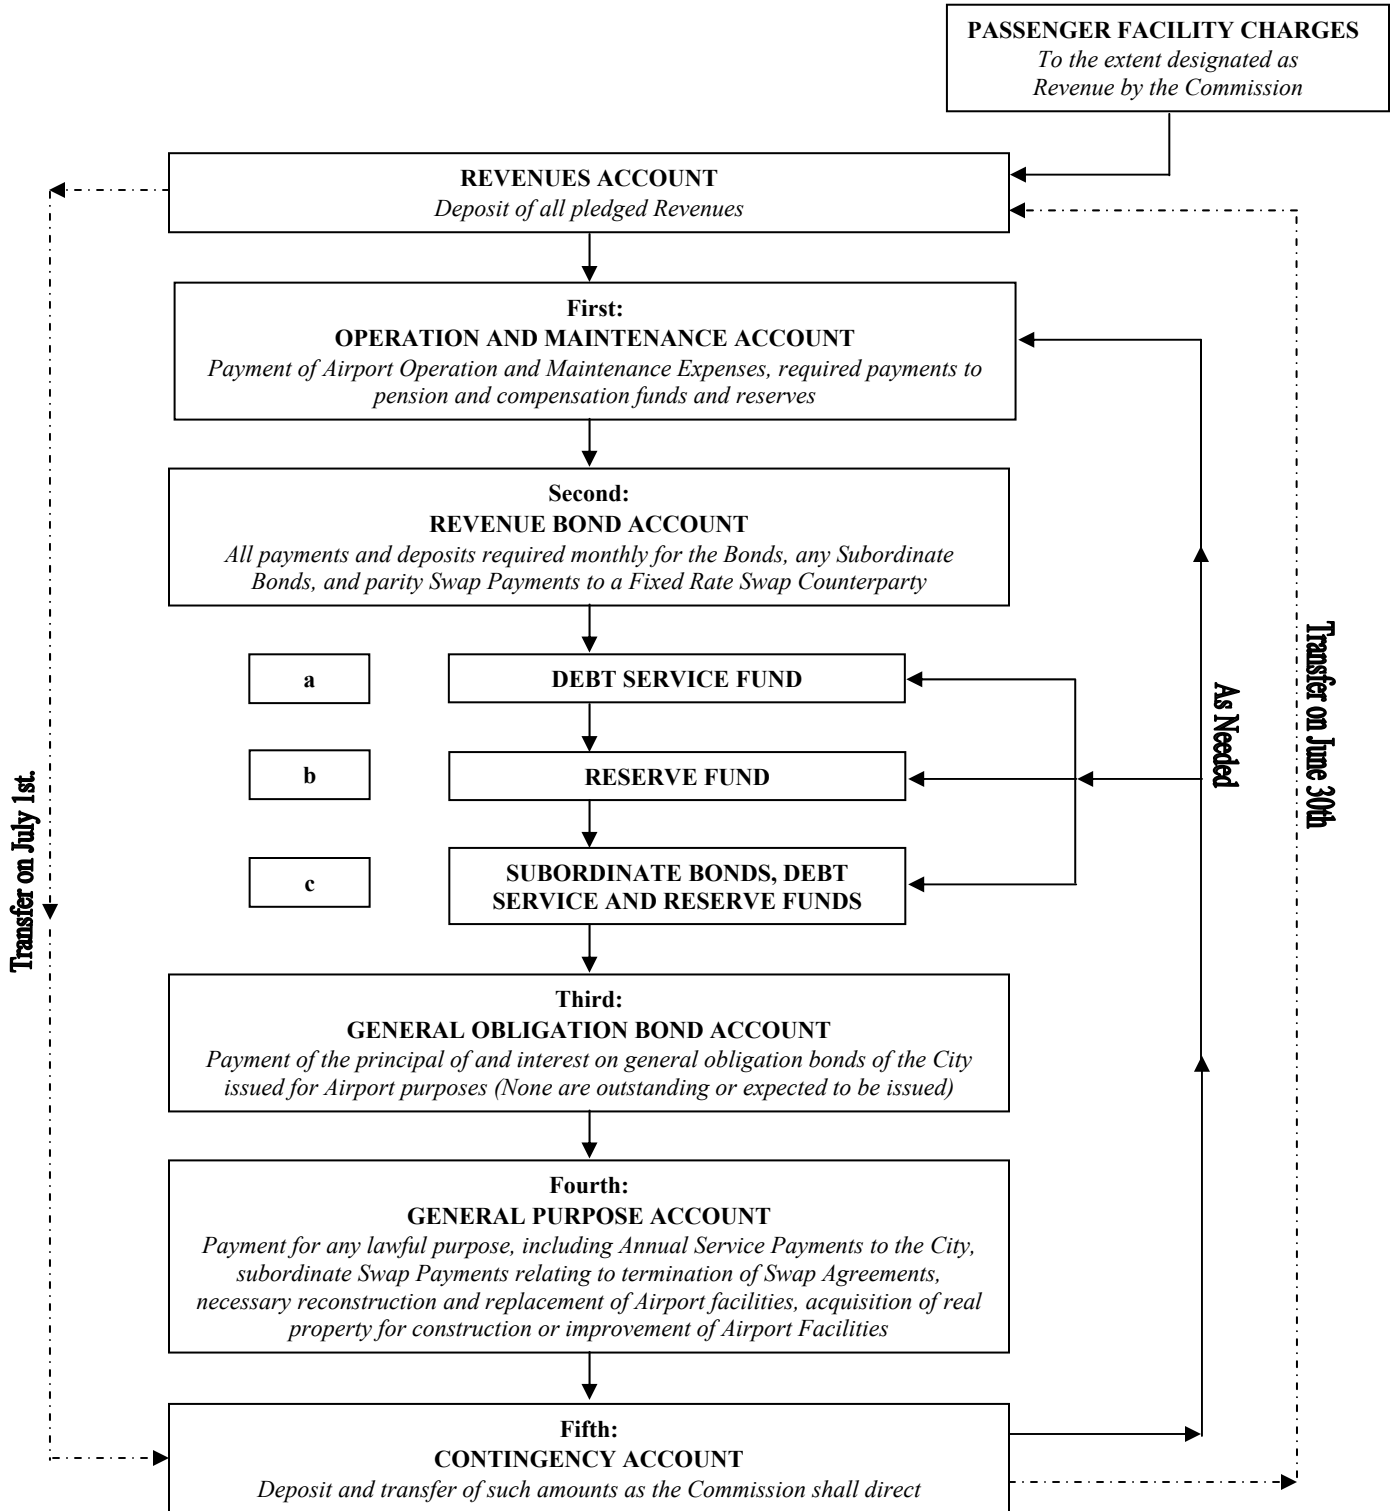 PASSENGER FACILITY CHARGES
To the extent designated as
Revenue by the Commission
REVENUES ACCOUNT
Deposit of all pledged Revenues
First:
OPERATION AND MAINTENANCE ACCOUNT
Payment of Airport Operation and Maintenance Expenses, required payments to
pension and compensation funds and reserves
Second:
REVENUE BOND ACCOUNT
All payments and deposits required monthly for the Bonds, any Subordinate
Bonds, and parity Swap Payments to a Fixed Rate Swap Counterparty
a
DEBT SERVICE FUND
b
RESERVE FUND
c
SUBORDINATE BONDS, DEBT
SERVICE AND RESERVE FUNDS
Third:
GENERAL OBLIGATION BOND ACCOUNT
Payment of the principal of and interest on general obligation bonds of the City
issued for Airport purposes (None are outstanding or expected to be issued)
Fourth:
GENERAL PURPOSE ACCOUNT
Payment for any lawful purpose, including Annual Service Payments to the City,
subordinate Swap Payments relating to termination of Swap Agreements,
necessary reconstruction and replacement of Airport facilities, acquisition of real
property for construction or improvement of Airport Facilities
Fifth:
CONTINGENCY ACCOUNT
Deposit and transfer of such amounts as the Commission shall direct
Transfer on July 1st.
As Needed
Transfer on June 30th